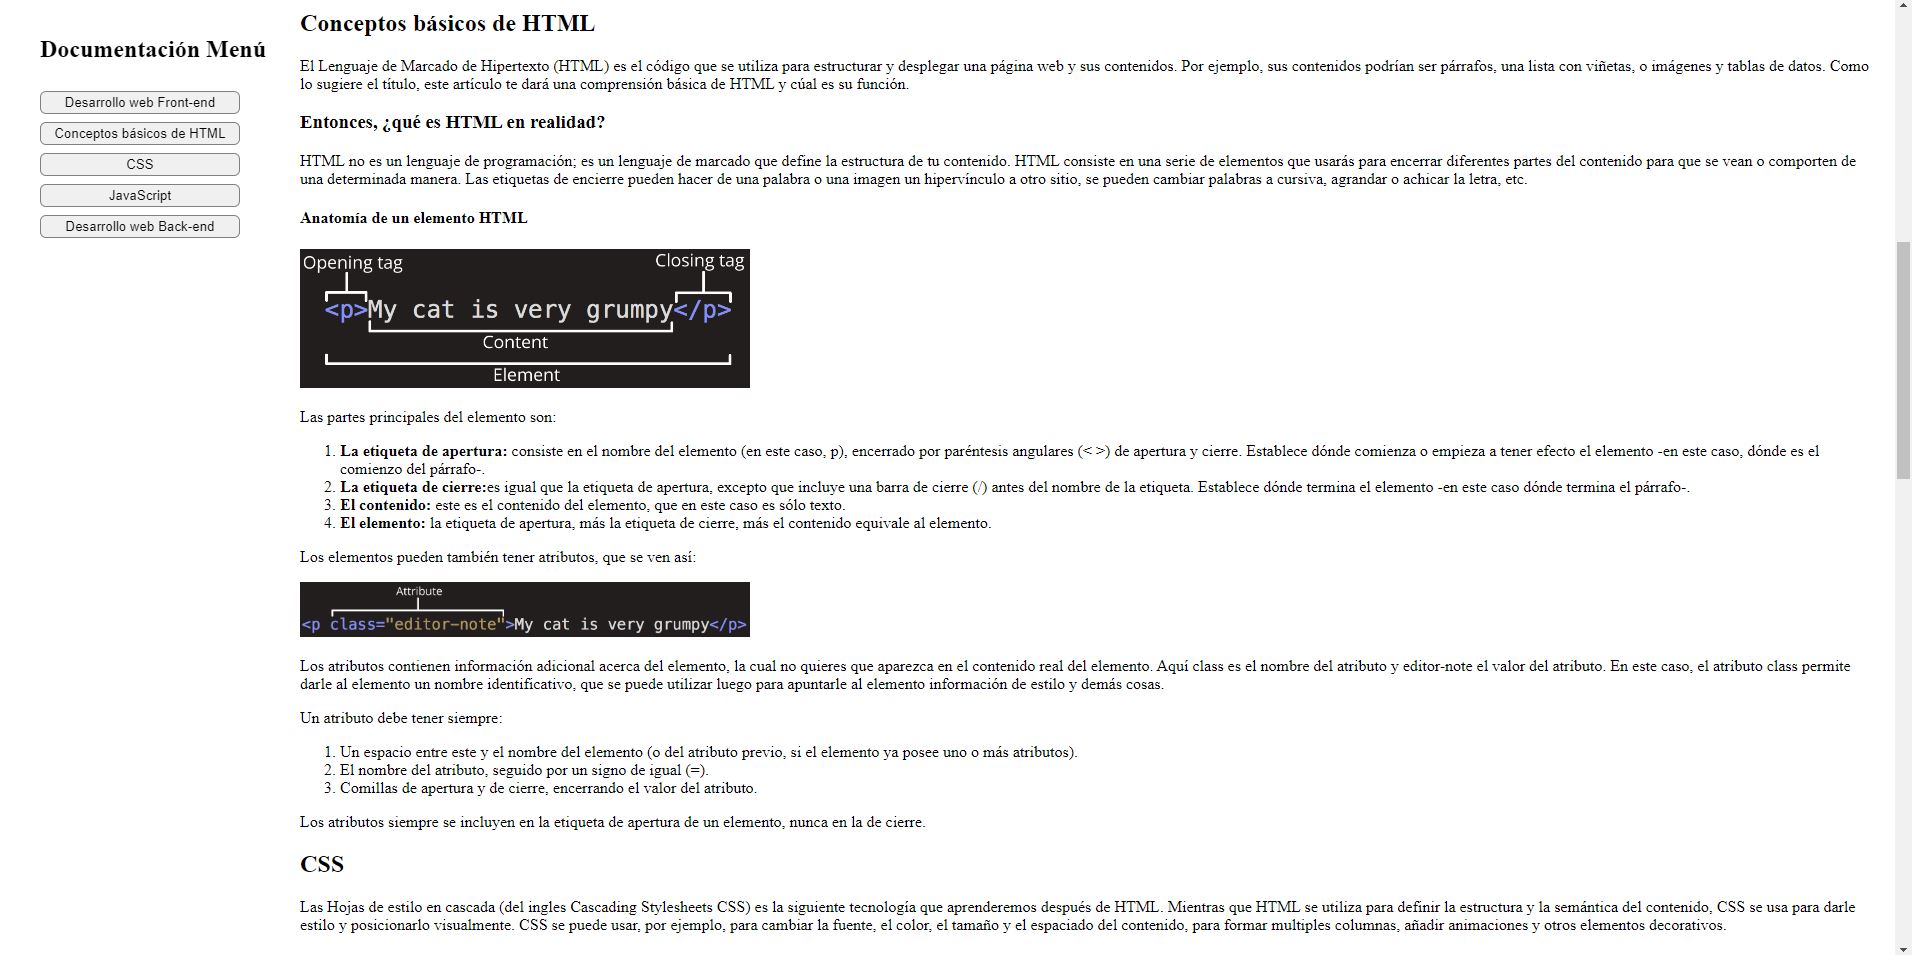 Documentación Menú
Desarrollo web Front-end
Conceptos básicos de HTML
CSS
JavaScript
Desarrollo web Back-end
Conceptos básicos de HTML
El Lenguaje de Marcado de Hipertexto (HTML) es el código que se utiliza para estructurar y desplegar una página web y sus contenidos. Por ejemplo, sus contenidos podrían ser párrafos, una lista con viñetas, o imágenes y tablas de datos. Como
lo sugiere el título, este artículo te dará una comprensión básica de HTML y cúal es su función.
Entonces, ¿qué es HTML en realidad?
HTML no es un lenguaje de programación; es un lenguaje de marcado que define la estructura de tu contenido. HTML consiste en una serie de elementos que usarás para encerrar diferentes partes del contenido para que se vean o comporten de
una determinada manera. Las etiquetas de encierre pueden hacer de una palabra o una imagen un hipervínculo a otro sitio, se pueden cambiar palabras a cursiva, agrandar o achicar la letra, etc.
Anatomía de un elemento HTML
Opening tag Closing tag
<p>My cat is very grumpy</p>
Content
Element
Las partes principales del elemento son:
1. La etiqueta de apertura: consiste en el nombre del elemento (en este caso, p), encerrado por paréntesis angulares (< >) de apertura y cierre. Establece dónde comienza o empieza a tener efecto el elemento -en este caso, dónde es el
comienzo del párrafo-.
2. La etiqueta de cierre:es igual que la etiqueta de apertura, excepto que incluye una barra de cierre (/) antes del nombre de la etiqueta. Establece dónde termina el elemento -en este caso dónde termina el párrafo-.
3. El contenido: este es el contenido del elemento, que en este caso es sólo texto.
4. El elemento: la etiqueta de apertura, más la etiqueta de cierre, más el contenido equivale al elemento.
Los elementos pueden también tener atributos, que se ven así:
Attribute
<p class="editor-note">My cat is very grumpy</p>
Los atributos contienen información adicional acerca del elemento, la cual no quieres que aparezca en el contenido real del elemento. Aquí class es el nombre del atributo y editor-note el valor del atributo. En este caso, el atributo class permite
darle al elemento un nombre identificativo, que se puede utilizar luego para apuntarle al elemento información de estilo y demás cosas.
Un atributo debe tener siempre:
1. Un espacio entre este y el nombre del elemento (o del atributo previo, si el elemento ya posee uno o más atributos).
2. El nombre del atributo, seguido por un signo de igual (=).
3. Comillas de apertura y de cierre, encerrando el valor del atributo.
Los atributos siempre se incluyen en la etiqueta de apertura de un elemento, nunca en la de cierre.
CSS
Las Hojas de estilo en cascada (del ingles Cascading Stylesheets CSS) es la siguiente tecnología que aprenderemos después de HTML. Mientras que HTML se utiliza para definir la estructura y la semántica del contenido, CSS se usa para darle
estilo y posicionarlo visualmente. CSS se puede usar, por ejemplo, para cambiar la fuente, el color, el tamaño y el espaciado del contenido, para formar multiples columnas, añadir animaciones y otros elementos decorativos.